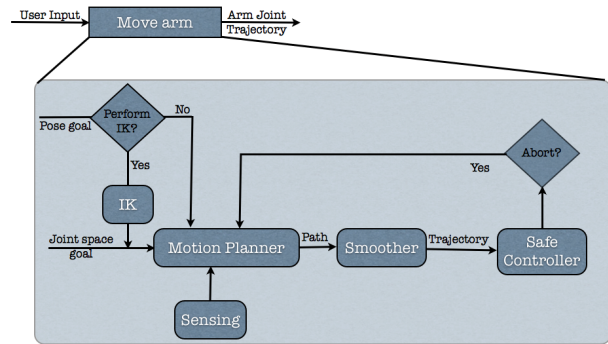 User Input
Move arm
Arm Joint
Trajectory
Perform
IK?
No
Pose goal
Yes
IK
Abort?
Yes
Joint space
goal
Motion Planner
Path
Smoother
Trajectory
Safe
Controller
Sensing